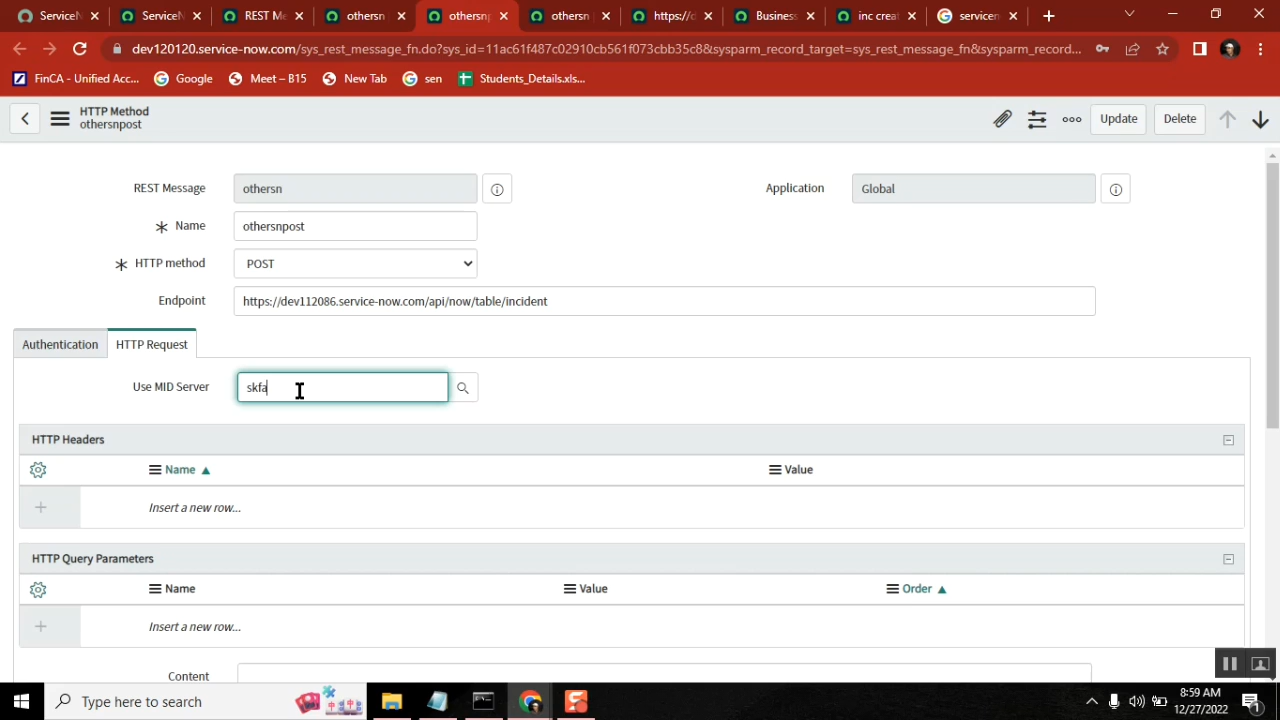 ServiceN
ServiceN
REST Me
othersn
othersnp
othersn
https://d
Business
inc creat
servicen
dev120120.service-now.com/sys_rest_message_fn.do?sys_id=11ac61f487c02910cb561f073cbb35c8&sysparm_record_target=sys_rest_message_fn&sysparm_record...
FinCA - Unified Acc...
Google
Meet – B15
New Tab
sen
Students_Details.xls...
HTTP Method
othersnpost
Update
Delete
REST Message
othersn
Application
Global
Name
othersnpost
HTTP method
POST
Endpoint
https://dev112086.service-now.com/api/now/table/incident
Authentication
HTTP Request
Use MID Server
skfa
HTTP Headers
Name
Value
Insert a new row...
HTTP Query Parameters
Name
Value
Order
Insert a new row...
Content
Type here to search
8:59 AM
12/27/2022
1